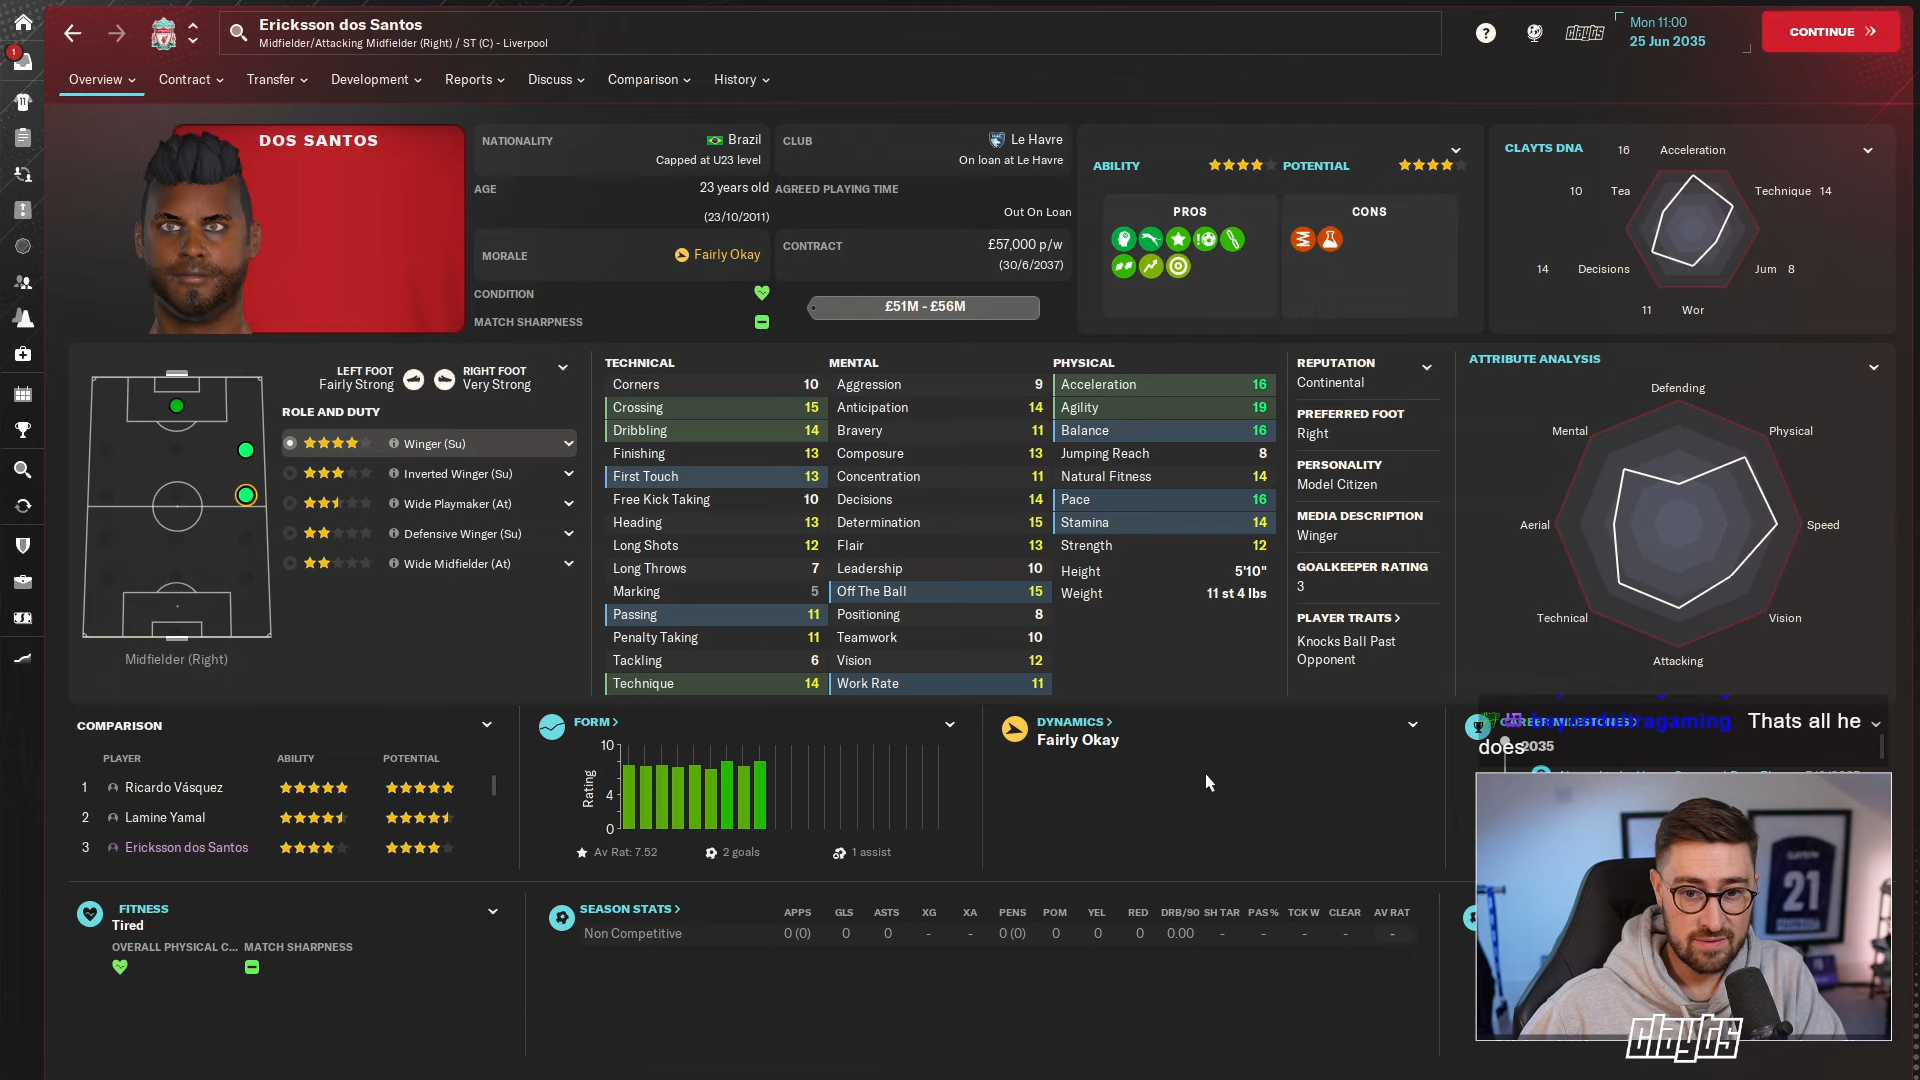 Ericksson dos Santos
Midfielder/Attacking Midfielder (Right) / ST (C) - Liverpool
clayts
Mon 11:00
25 Jun 2035
CONTINUE
1
11
Overview
Contract
Transfer
Development
Reports
Discuss
Comparison
History
DOS SANTOS
NATIONALITY
Brazil
Capped at U23 level
AGE
23 years old
(23/10/2011)
MORALE
Fairly Okay
CONDITION
MATCH SHARPNESS
CLUB
Le Havre
On loan at Le Havre
AGREED PLAYING TIME
Out On Loan
CONTRACT
£57,000 p/w
(30/6/2037)
£51M - £56M
ABILITY
POTENTIAL
PROS
CONS
CLAYTS DNA
16 Acceleration
10 Tea
Technique 14
14 Decisions
Jum 8
11 Wor
LEFT FOOT
Fairly Strong
RIGHT FOOT
Very Strong
ROLE AND DUTY
Winger (Su)
Inverted Winger (Su)
Wide Playmaker (At)
Defensive Winger (Su)
Wide Midfielder (At)
Midfielder (Right)
TECHNICAL
Corners 10
Crossing 15
Dribbling 14
Finishing 13
First Touch 13
Free Kick Taking 10
Heading 13
Long Shots 12
Long Throws 7
Marking 5
Passing 11
Penalty Taking 11
Tackling 6
Technique 14
MENTAL
Aggression 9
Anticipation 14
Bravery 11
Composure 13
Concentration 11
Decisions 14
Determination 15
Flair 13
Leadership 10
Off The Ball 15
Positioning 8
Teamwork 10
Vision 12
Work Rate 11
PHYSICAL
Acceleration 16
Agility 19
Balance 16
Jumping Reach 8
Natural Fitness 14
Pace 16
Stamina 14
Strength 12
Height 5'10"
Weight 11 st 4 lbs
REPUTATION
Continental
PREFERRED FOOT
Right
PERSONALITY
Model Citizen
MEDIA DESCRIPTION
Winger
GOALKEEPER RATING
3
PLAYER TRAITS >
Knocks Ball Past
Opponent
ATTRIBUTE ANALYSIS
Defending
Mental
Physical
Aerial
Speed
Technical
Vision
Attacking
COMPARISON
PLAYER ABILITY POTENTIAL
1 Ricardo Vásquez
2 Lamine Yamal
3 Ericksson dos Santos
FORM >
Rating
10
4
0
Av Rat: 7.52
2 goals
1 assist
DYNAMICS >
Fairly Okay
Thats all he
does
2035
FITNESS
Tired
OVERALL PHYSICAL C... MATCH SHARPNESS
SEASON STATS > APPS GLS ASTS XG XA PENS POM YEL RED DRB/90 SH TAR PAS % TCK W CLEAR AV RAT
Non Competitive 0 (0) 0 0 - - 0 (0) 0 0 0 0.00 - - - - -
21
clayts